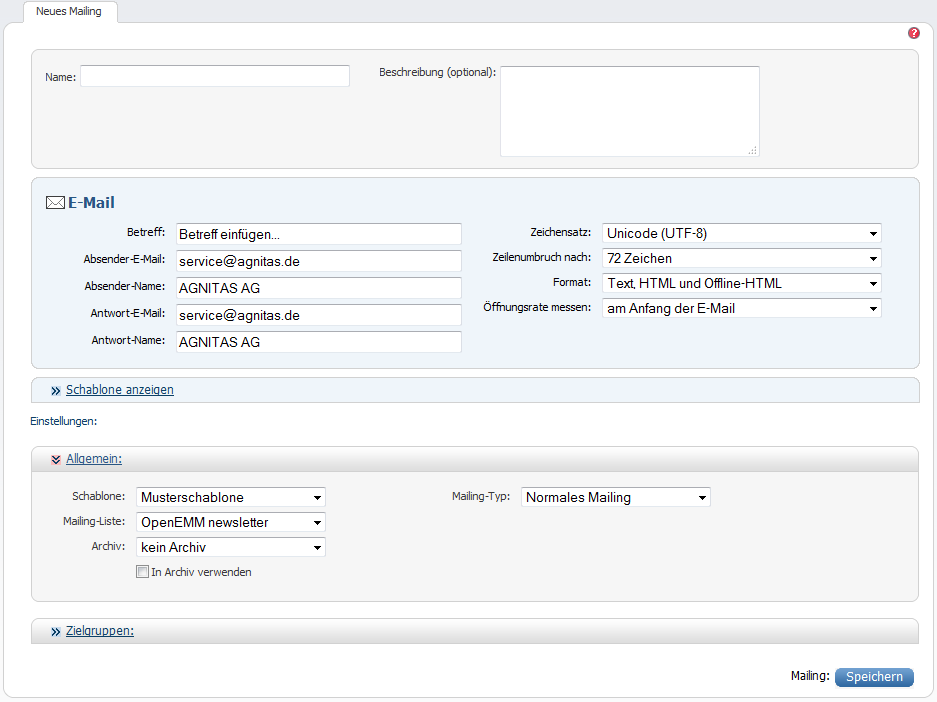 Neues Mailing
?
Name:
Beschreibung (optional):
E-Mail
Betreff: Betreff einfügen...
Absender-E-Mail: service@agnitas.de
Absender-Name: AGNITAS AG
Antwort-E-Mail: service@agnitas.de
Antwort-Name: AGNITAS AG
Zeichensatz: Unicode (UTF-8)
Zeilenumbruch nach: 72 Zeichen
Format: Text, HTML und Offline-HTML
Öffnungsrate messen: am Anfang der E-Mail
Schablone anzeigen
Einstellungen:
Allgemein:
Schablone: Musterschablone
Mailing-Liste: OpenEMM newsletter
Archiv: kein Archiv
In Archiv verwenden
Mailing-Typ: Normales Mailing
Zielgruppen:
Mailing: Speichern